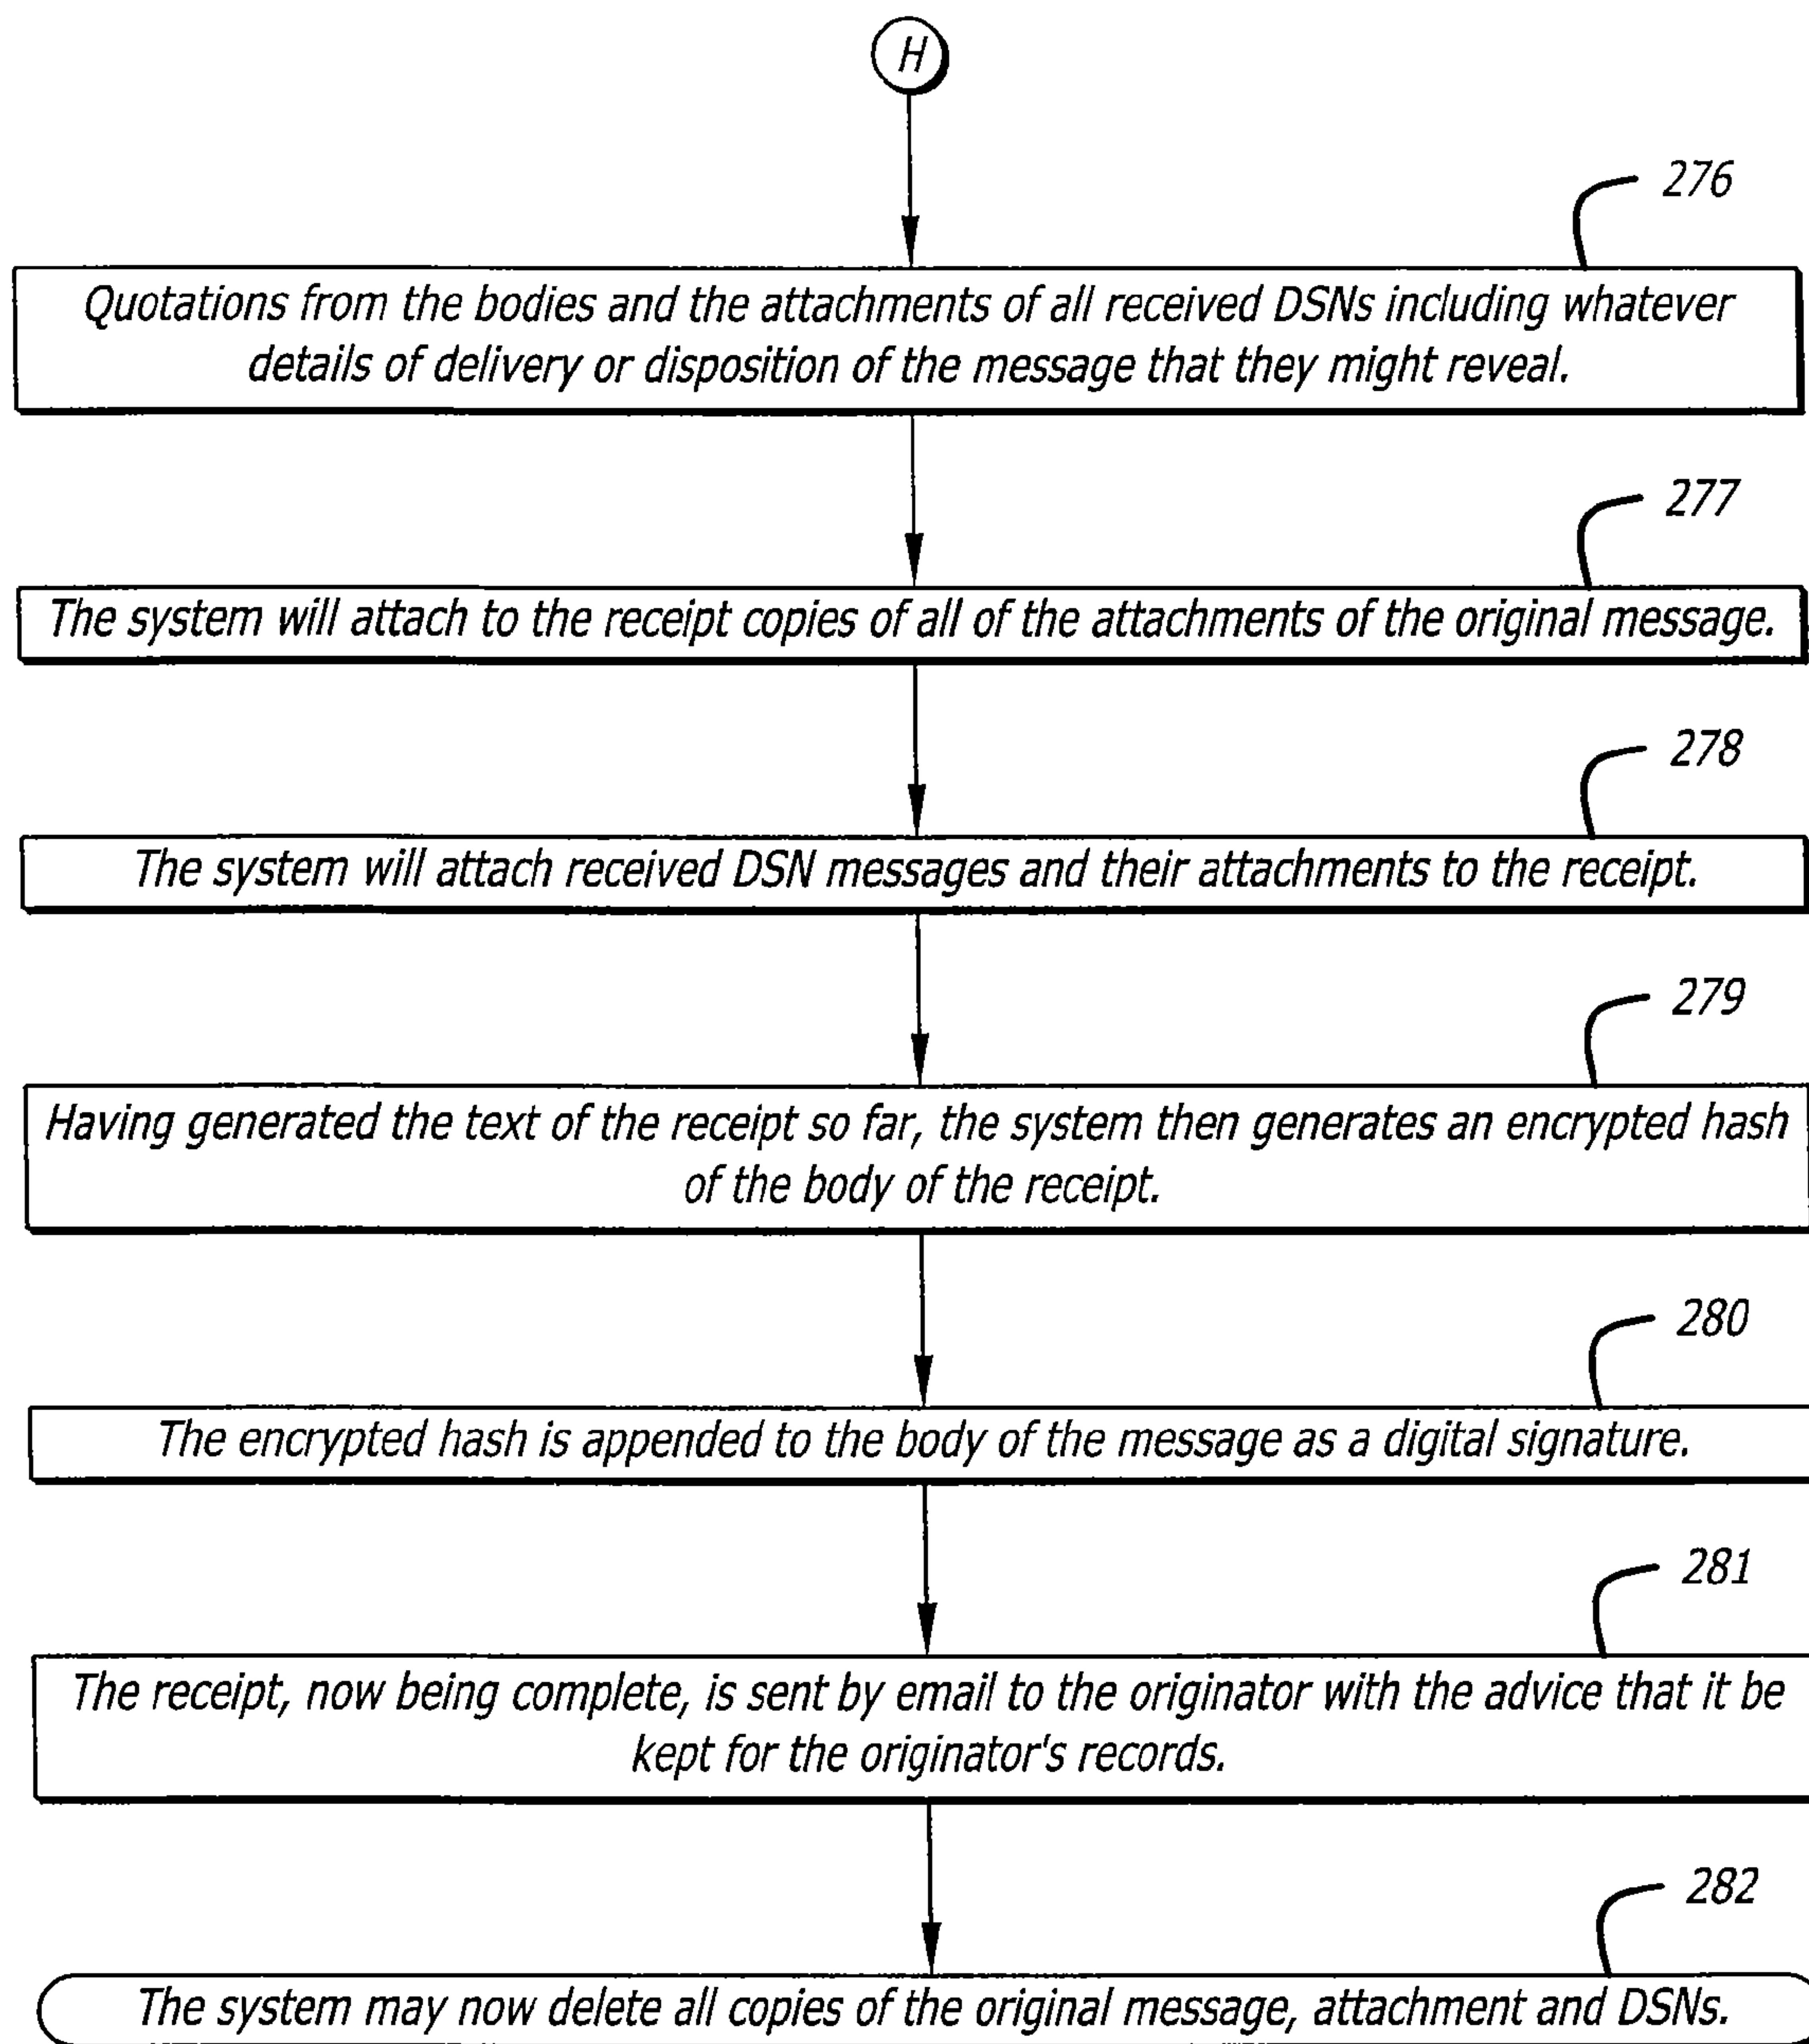 H
276
Quotations from the bodies and the attachments of all received DSNs including whatever
details of delivery or disposition of the message that they might reveal.
277
The system will attach to the receipt copies of all of the attachments of the original message.
278
The system will attach received DSN messages and their attachments to the receipt.
279
Having generated the text of the receipt so far, the system then generates an encrypted hash
of the body of the receipt.
280
The encrypted hash is appended to the body of the message as a digital signature.
281
The receipt, now being complete, is sent by email to the originator with the advice that it be
kept for the originator's records.
282
The system may now delete all copies of the original message, attachment and DSNs.